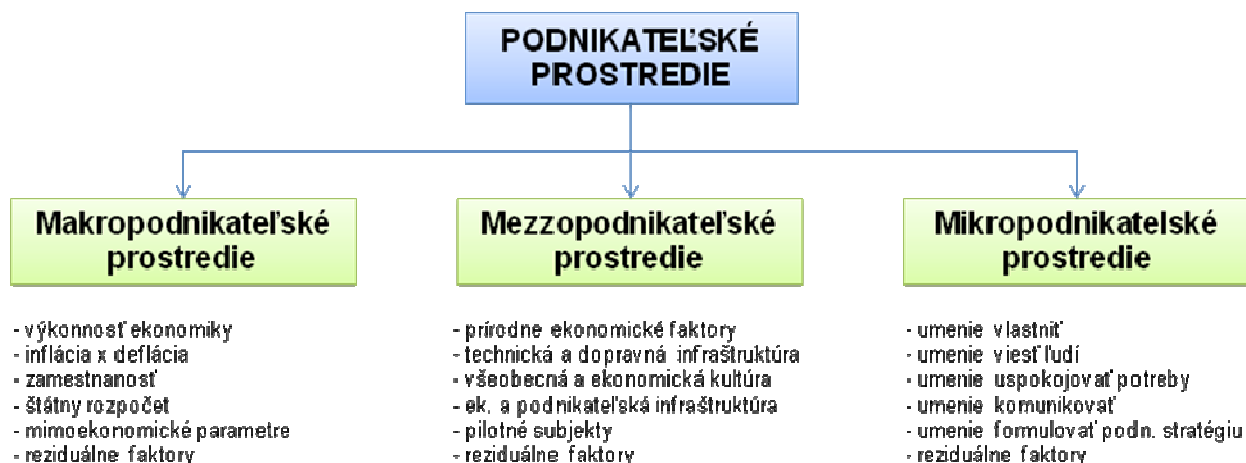 PODNIKATEĽSKÉ
PROSTREDIE
Makropodnikateľské
prostredie
- výkonnosť ekonomiky
- inflácia x deflácia
- zamestnanosť
- štátny rozpočet
- mimoekonomické parametre
- reziduálne faktory
Mezzopodnikateľské
prostredie
- prírodne ekonomické faktory
- technická a dopravná infraštruktúra
- všeobecná a ekonomická kultúra
- ek. a podnikateľská infraštruktúra
- pilotné subjekty
- reziduálne faktory
Mikropodnikatelské
prostredie
- umenie vlastniť
- umenie viesť ľudí
- umenie uspokojovať potreby
- umenie komunikovať
- umenie formulovať podn. stratégiu
- reziduálne faktory